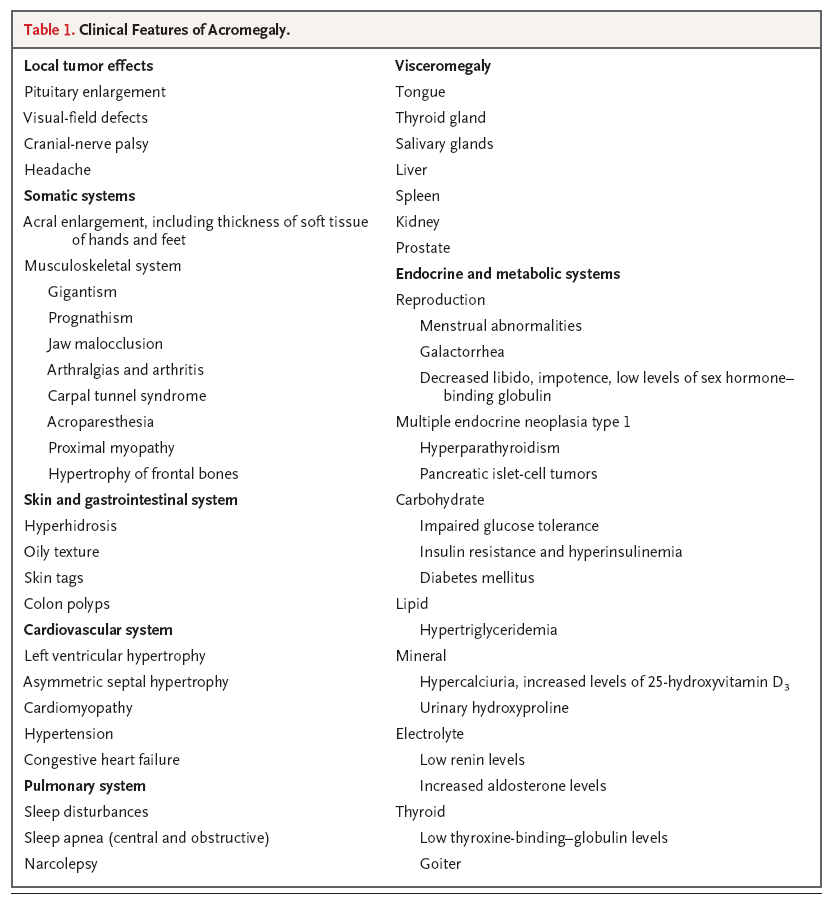 Table 1. Clinical Features of Acromegaly.
Local tumor effects
Pituitary enlargement
Visual-field defects
Cranial-nerve palsy
Headache
Somatic systems
Acral enlargement, including thickness of soft tissue
of hands and feet
Musculoskeletal system
Gigantism
Prognathism
Jaw malocclusion
Arthralgias and arthritis
Carpal tunnel syndrome
Acroparesthesia
Proximal myopathy
Hypertrophy of frontal bones
Skin and gastrointestinal system
Hyperhidrosis
Oily texture
Skin tags
Colon polyps
Cardiovascular system
Left ventricular hypertrophy
Asymmetric septal hypertrophy
Cardiomyopathy
Hypertension
Congestive heart failure
Pulmonary system
Sleep disturbances
Sleep apnea (central and obstructive)
Narcolepsy
Visceromegaly
Tongue
Thyroid gland
Salivary glands
Liver
Spleen
Kidney
Prostate
Endocrine and metabolic systems
Reproduction
Menstrual abnormalities
Galactorrhea
Decreased libido, impotence, low levels of sex hormone–
binding globulin
Multiple endocrine neoplasia type 1
Hyperparathyroidism
Pancreatic islet-cell tumors
Carbohydrate
Impaired glucose tolerance
Insulin resistance and hyperinsulinemia
Diabetes mellitus
Lipid
Hypertriglyceridemia
Mineral
Hypercalciuria, increased levels of 25-hydroxyvitamin D₃
Urinary hydroxyproline
Electrolyte
Low renin levels
Increased aldosterone levels
Thyroid
Low thyroxine-binding–globulin levels
Goiter